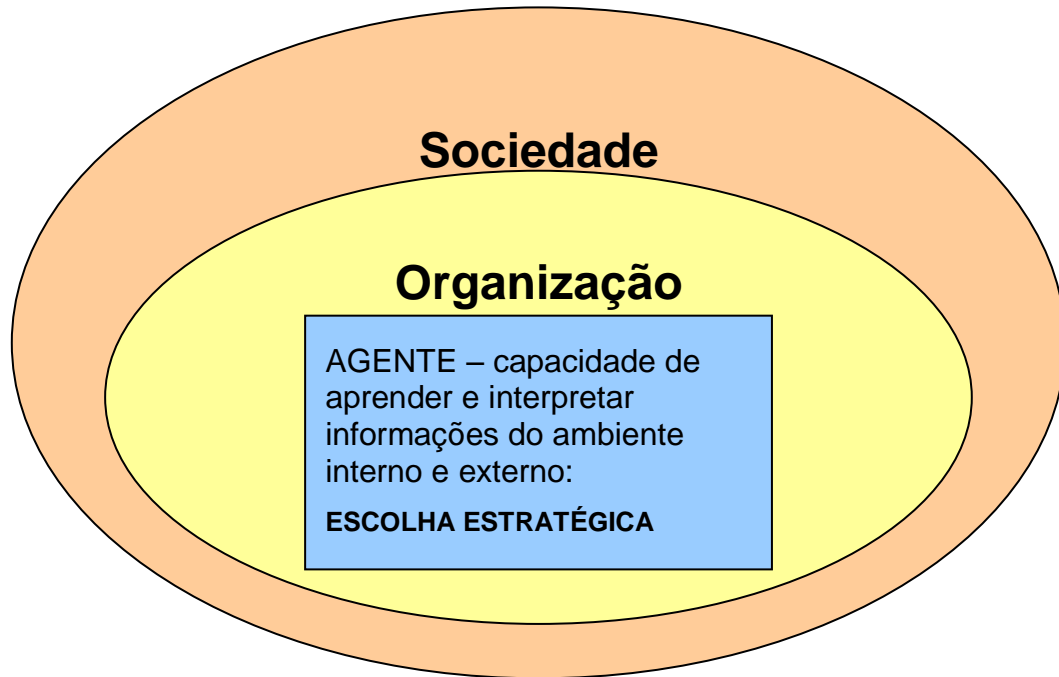 Sociedade
Organização
AGENTE – capacidade de
aprender e interpretar
informações do ambiente
interno e externo:
ESCOLHA ESTRATÉGICA